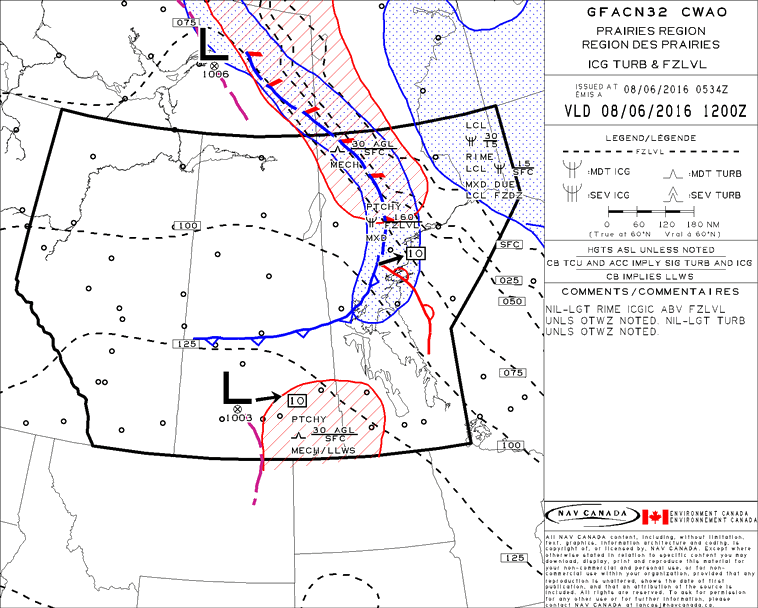 GFACN32 CWAO
PRAIRIES REGION
REGION DES PRAIRIES
ICG TURB & FZLVL
ISSUED AT
ÉMIS A
08/06/2016 0534Z
VLD 08/06/2016 1200Z
LEGEND/LÉGENDE
FZLVL
:MDT ICG
:MDT TURB
:SEV ICG
:SEV TURB
0 60 120 180 NM
(True at 60°N Vrai à 60°N)
HGTS ASL UNLESS NOTED
CB TCU AND ACC IMPLY SIG TURB AND ICG
CB IMPLIES LLWS
COMMENTS/COMMENTAIRES
NIL-LGT RIME ICGIC ABV FZLVL
UNLS OTWZ NOTED. NIL-LGT TURB
UNLS OTWZ NOTED.
NAV CANADA
ENVIRONMENT CANADA
ENVIRONNEMENT CANADA
All NAV CANADA content, including, without limitation,
text, graphics, information architecture and coding, is
copyright of, or licensed by, NAV CANADA. Except where
otherwise stated in relation to specific content you may
download, display, print and reproduce this material for
your non-commercial and personal use, or for non-
commercial use within your organization, provided that any
reproduction is unaltered, shows the date of first
publication, and that an attribution of the source is
included. All rights are reserved. To ask for permission
for any other use or for further information, please
contact NAV CANADA at
075
L
1006
30 AGL
SFC
MECH
LCL
30
15
RIME
LCL
15
SFC
MXD DUE
LCL FZDZ
PTCHY
160
FZLVL
MXD
10
100
SFC
025
050
125
075
L
1003
10
PTCHY
30 AGL
SFC
MECH/LLWS
100
125